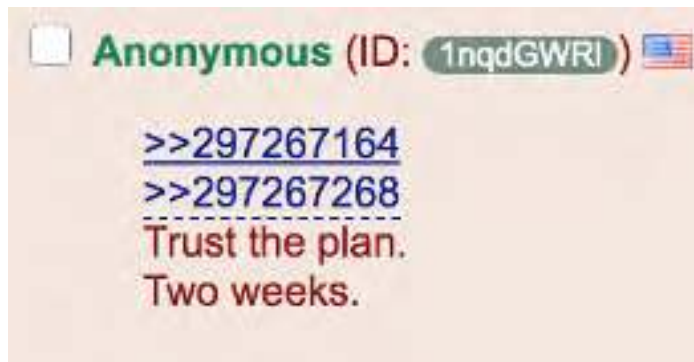 Anonymous (ID: 1nqdGWRI)
>>297267164
>>297267268
Trust the plan.
Two weeks.